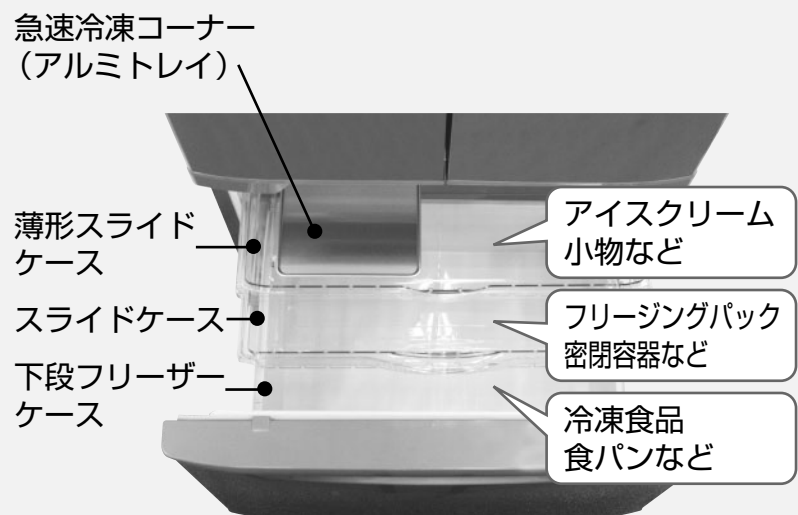 急速冷凍コーナー
（アルミトレイ）
薄形スライド
ケース
スライドケース
下段フリーザー
ケース
アイスクリーム
小物など
フリージングパック
密閉容器など
冷凍食品
食パンなど